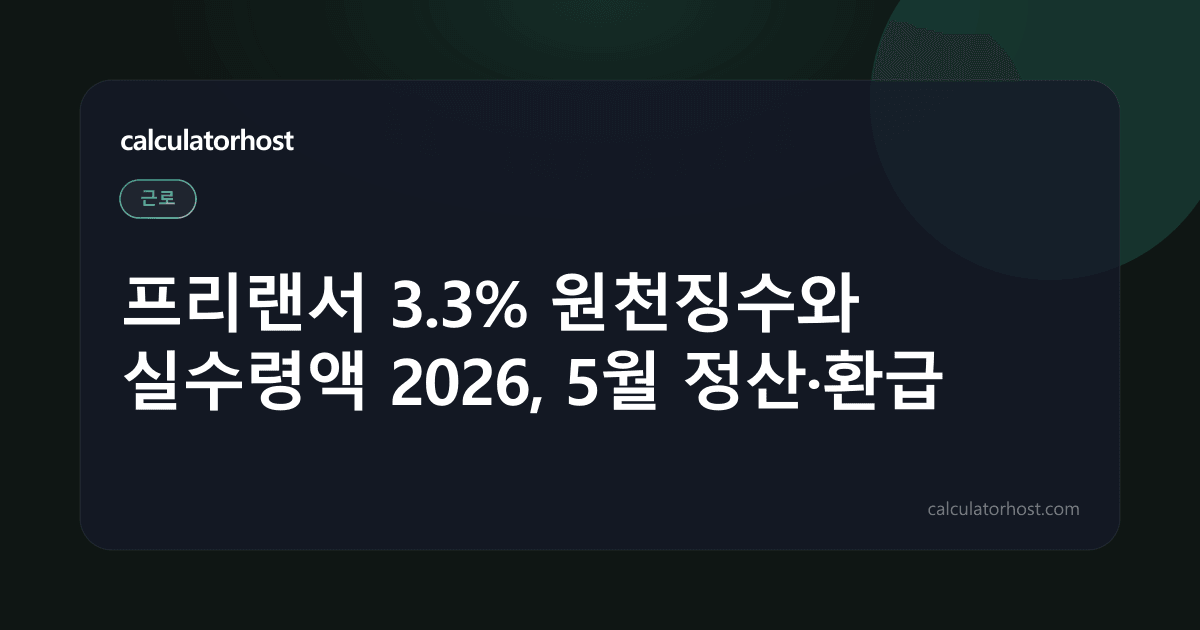 calculatorhost
근로
프리랜서 3.3% 원천징수와
실수령액 2026, 5월 정산·환급
calculatorhost.com